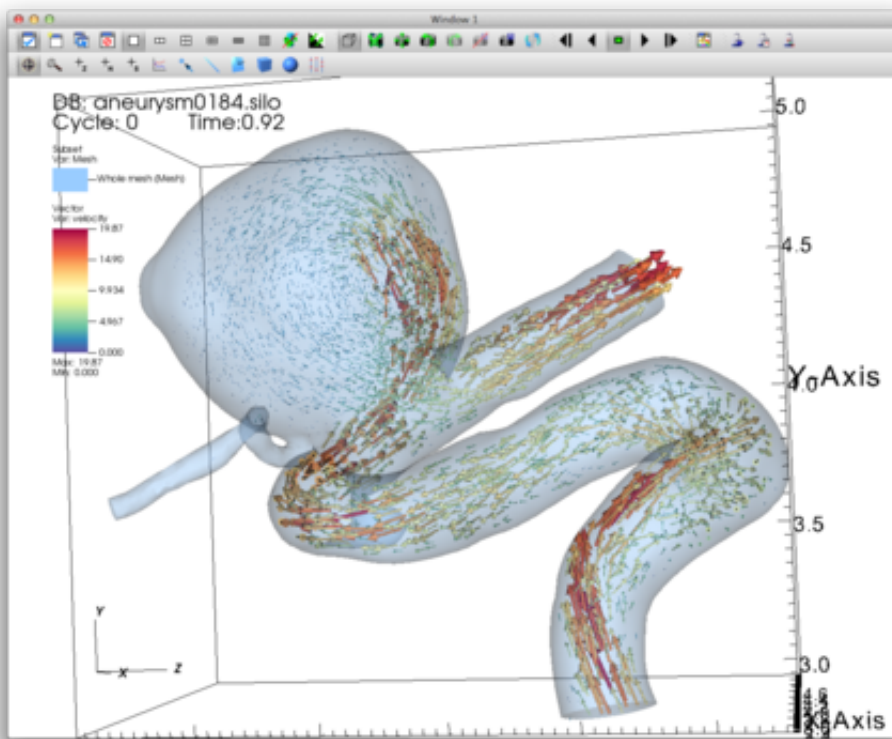 Window 1
DB: aneurysm0184.silo
Cycle: 0 Time:0.92
Subset
Var: Mesh
Whole mesh (Mesh)
Vector
Var: velocity
19.87
14.90
9.934
4.967
0.000
Max: 19.87
Min: 0.000
5.0
4.5
4.0
Y-Axis
3.5
3.0
X-Axis
Y
X
Z